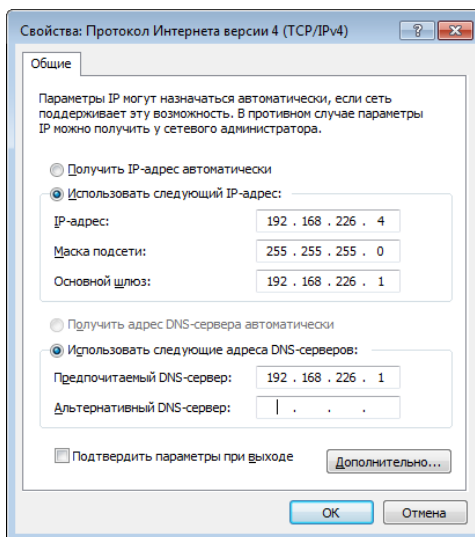 Свойства: Протокол Интернета версии 4 (TCP/IPv4)
Общие
Параметры IP могут назначаться автоматически, если сеть
поддерживает эту возможность. В противном случае параметры
IP можно получить у сетевого администратора.
Получить IP-адрес автоматически
Использовать следующий IP-адрес:
IP-адрес: 192 . 168 . 226 . 4
Маска подсети: 255 . 255 . 255 . 0
Основной шлюз: 192 . 168 . 226 . 1
Получить адрес DNS-сервера автоматически
Использовать следующие адреса DNS-серверов:
Предпочитаемый DNS-сервер: 192 . 168 . 226 . 1
Альтернативный DNS-сервер: . . .
Подтвердить параметры при выходе
Дополнительно...
ОК Отмена